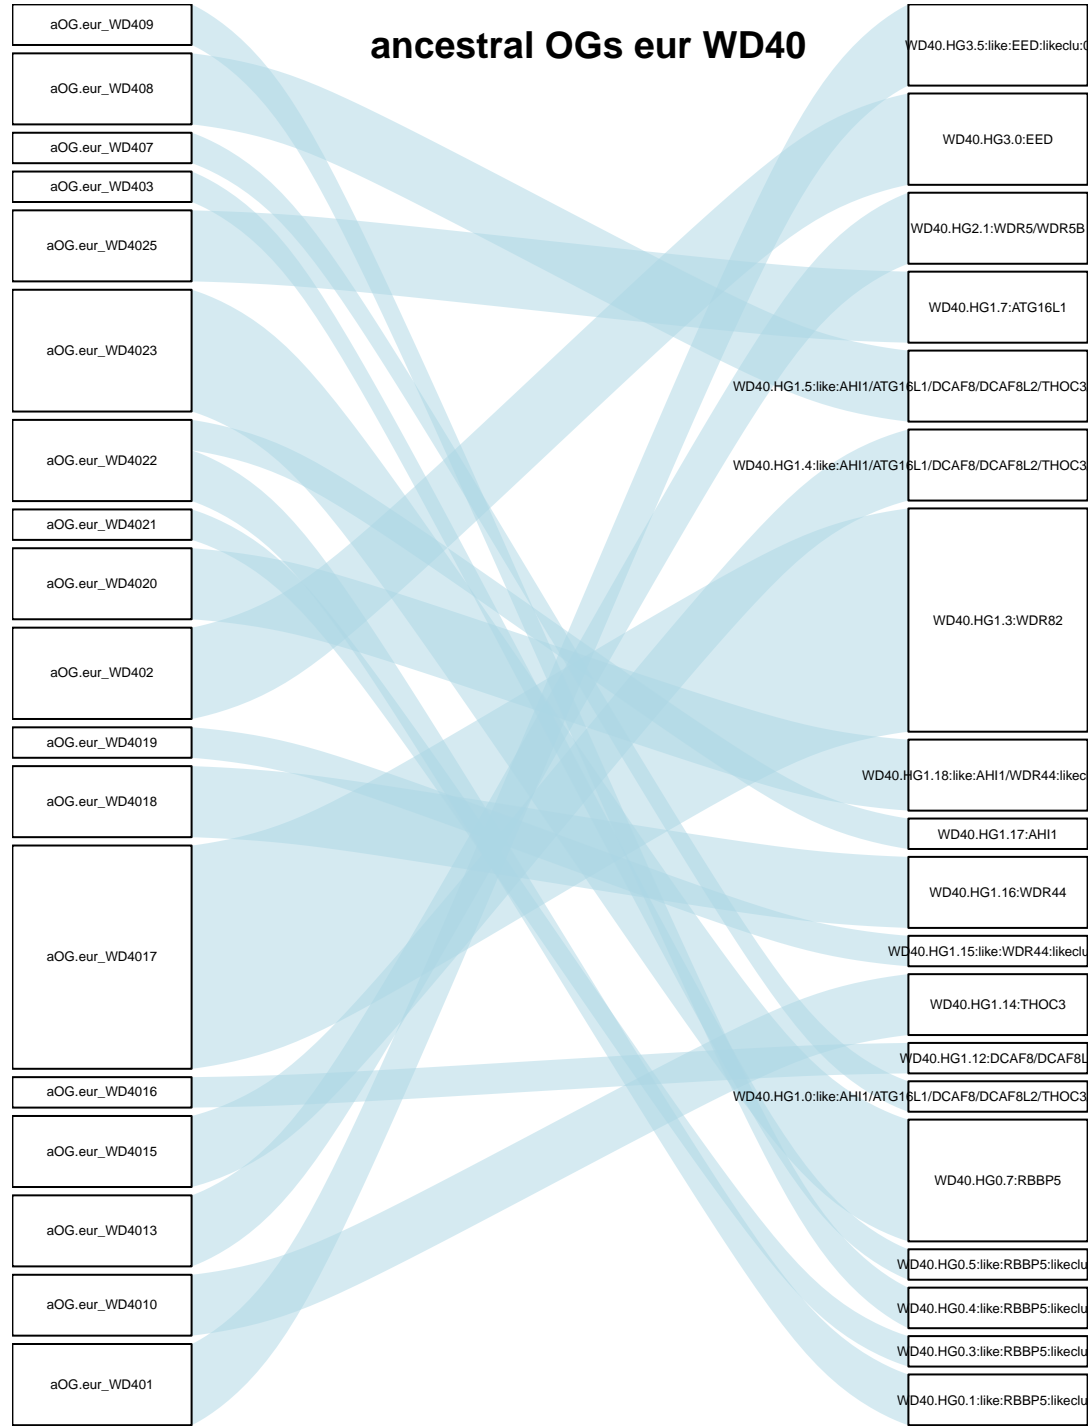 ancestral OGs eur WD40
aOG.eur_WD409
aOG.eur_WD408
aOG.eur_WD407
aOG.eur_WD403
aOG.eur_WD4025
aOG.eur_WD4023
aOG.eur_WD4022
aOG.eur_WD4021
aOG.eur_WD4020
aOG.eur_WD402
aOG.eur_WD4019
aOG.eur_WD4018
aOG.eur_WD4017
aOG.eur_WD4016
aOG.eur_WD4015
aOG.eur_WD4013
aOG.eur_WD4010
aOG.eur_WD401
WD40.HG3.5:like:EED:likeclu:0
WD40.HG3.0:EED
WD40.HG2.1:WDR5/WDR5B
WD40.HG1.7:ATG16L1
WD40.HG1.5:like:AHI1/ATG16L1/DCAF8/DCAF8L2/THOC3
WD40.HG1.4:like:AHI1/ATG16L1/DCAF8/DCAF8L2/THOC3
WD40.HG1.3:WDR82
WD40.HG1.18:like:AHI1/WDR44:likec
WD40.HG1.17:AHI1
WD40.HG1.16:WDR44
WD40.HG1.15:like:WDR44:likeclu
WD40.HG1.14:THOC3
WD40.HG1.12:DCAF8/DCAF8L
WD40.HG1.0:like:AHI1/ATG16L1/DCAF8/DCAF8L2/THOC3
WD40.HG0.7:RBBP5
WD40.HG0.5:like:RBBP5:likeclu
WD40.HG0.4:like:RBBP5:likeclu
WD40.HG0.3:like:RBBP5:likeclu
WD40.HG0.1:like:RBBP5:likeclu